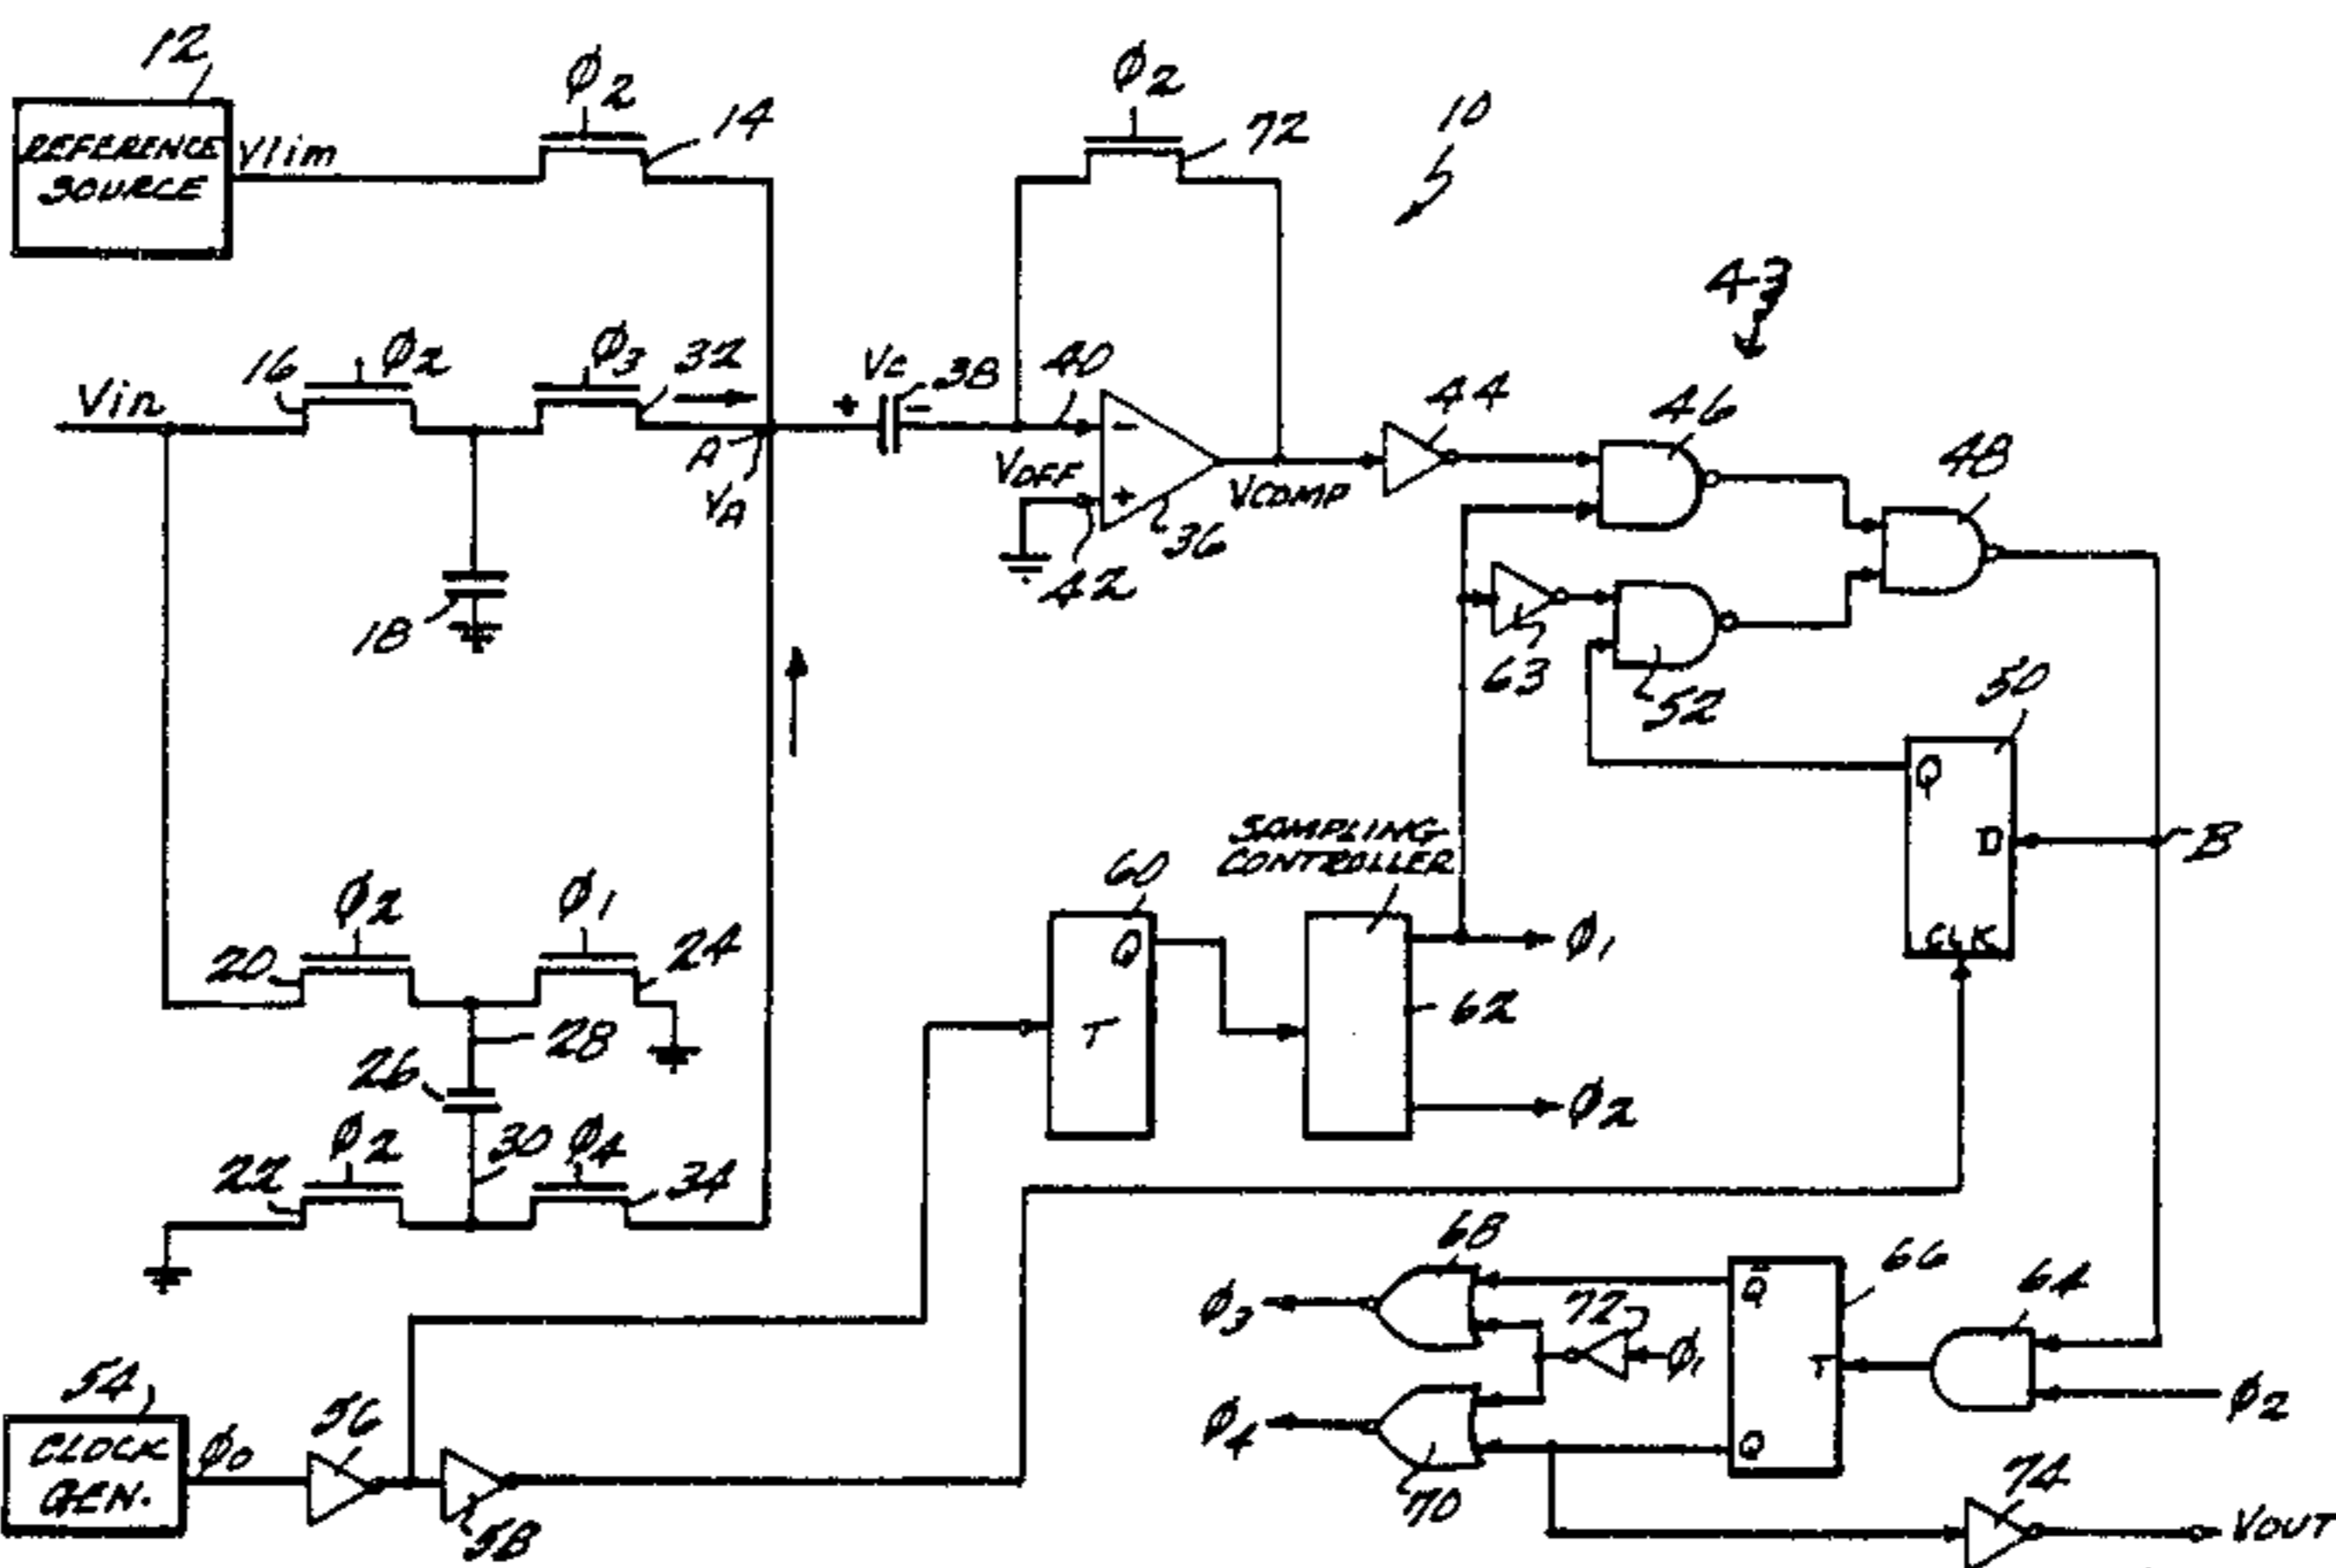 12
REFERENCE
SOURCE
Vlim
ϕ2
14
ϕ2
72
10
43
Vin
16
ϕ2
ϕ3
32
A
VA
+
Vc
-
38
40
VOFF
-
+
42
36
VCOMP
44
46
48
18
63
52
50
Q
D
CLK
B
SAMPLING
CONTROLLER
60
Q
T
62
ϕ1
ϕ2
20
ϕ2
ϕ1
24
28
26
30
22
ϕ2
ϕ4
34
68
ϕ3
72
ϕ1
Q̅
T
Q
66
64
ϕ2
ϕ4
70
74
VOUT
54
CLOCK
GEN.
ϕ0
56
58